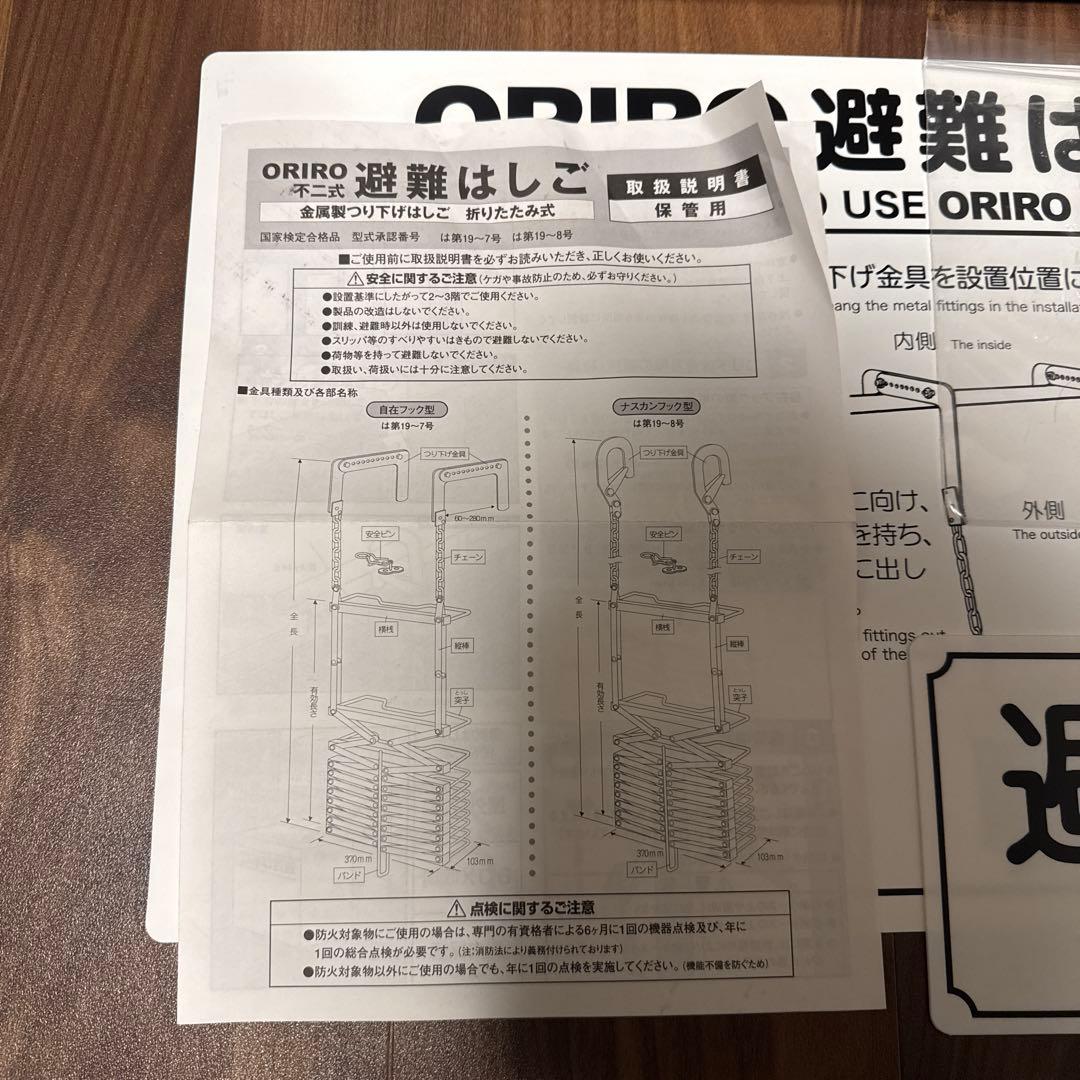 ORIRO 避難は
USE ORIRO
下げ金具を設置位置に
ang the metal fittings in the installa
内側 The inside
に向け、
を持ち、
に出し
外側
The outside
fittings out
of the
避
ORIRO
不二式
避難はしご
取扱説明書
保管用
金属製つり下げはしご 折りたたみ式
国家検定合格品 型式承認番号 は第19〜7号 は第19〜8号
■ご使用前に取扱説明書を必ずお読みいただき、正しくお使いください。
⚠安全に関するご注意(ケガや事故防止のため、必ずお守りください。)
●設置基準にしたがって2〜3階でご使用ください。
●製品の改造はしないでください。
●訓練、避難時以外は使用しないでください。
●スリッパ等のすべりやすいはきもので避難しないでください。
●荷物等を持って避難しないでください。
●取扱い、荷扱いには十分に注意してください。
■金具種類及び各部名称
自在フック型
は第19〜7号
つり下げ金具
60〜280mm
安全ピン
チェーン
全長
横桟
縦棒
有効長さ
とっし
突子
370mm
103mm
バンド
ナスカンフック型
は第19〜8号
つり下げ金具
安全ピン
チェーン
全長
横桟
縦棒
有効長さ
とっし
突子
370mm
103mm
バンド
⚠点検に関するご注意
●防火対象物にご使用の場合は、専門の有資格者による6ヶ月に1回の機器点検及び、年に
1回の総合点検が必要です。(注;消防法により義務付けられております)
●防火対象物以外にご使用の場合でも、年に1回の点検を実施してください。(機能不備を防ぐため)